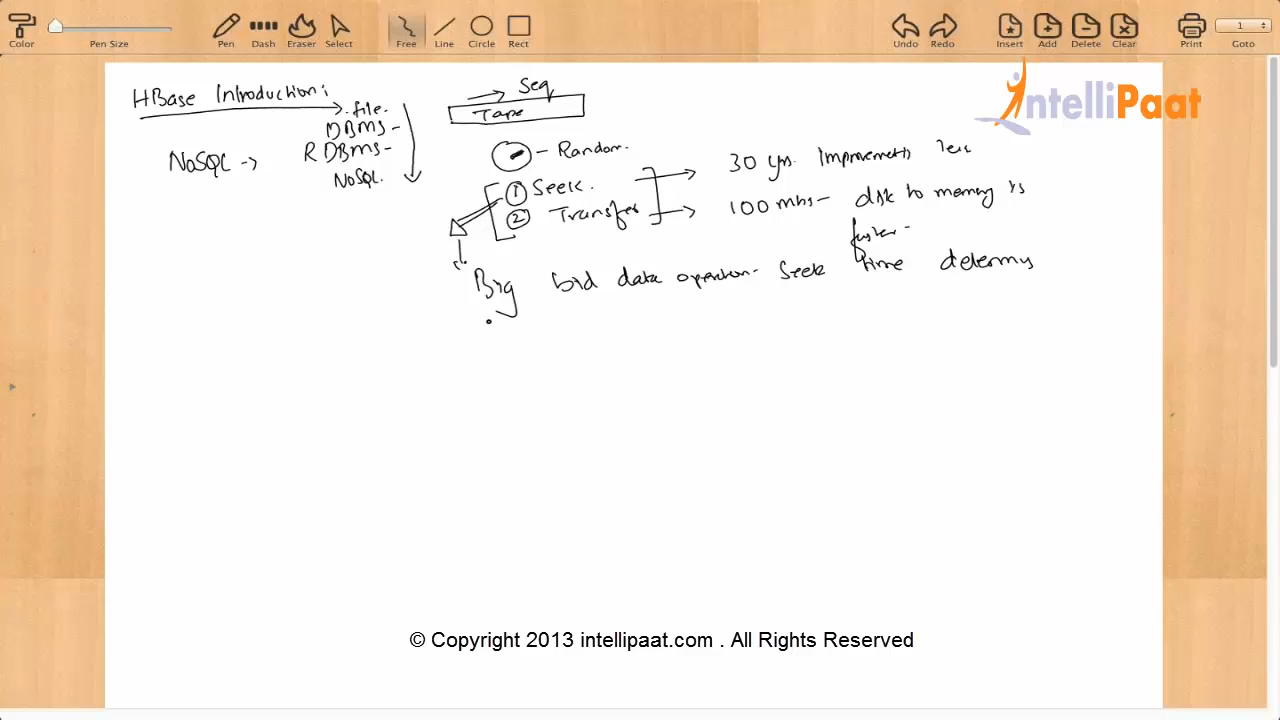 Color
Pen Size
Pen
Dash
Eraser
Select
Free
Line
Circle
Rect
Undo
Redo
Insert
Add
Delete
Clear
Print
1
Goto
IntelliPaat
HBase Introduction:
file.
DBMS -
RDBMS -
NoSQL.
NoSQL ->
Seq
Tape
- Random.
1 Seek.
2 Transfer
30 yrs. Improvements less
100 mbs - disk to memory is
faster -
Big data operation - Seek time
© Copyright 2013 intellipaat.com . All Rights Reserved